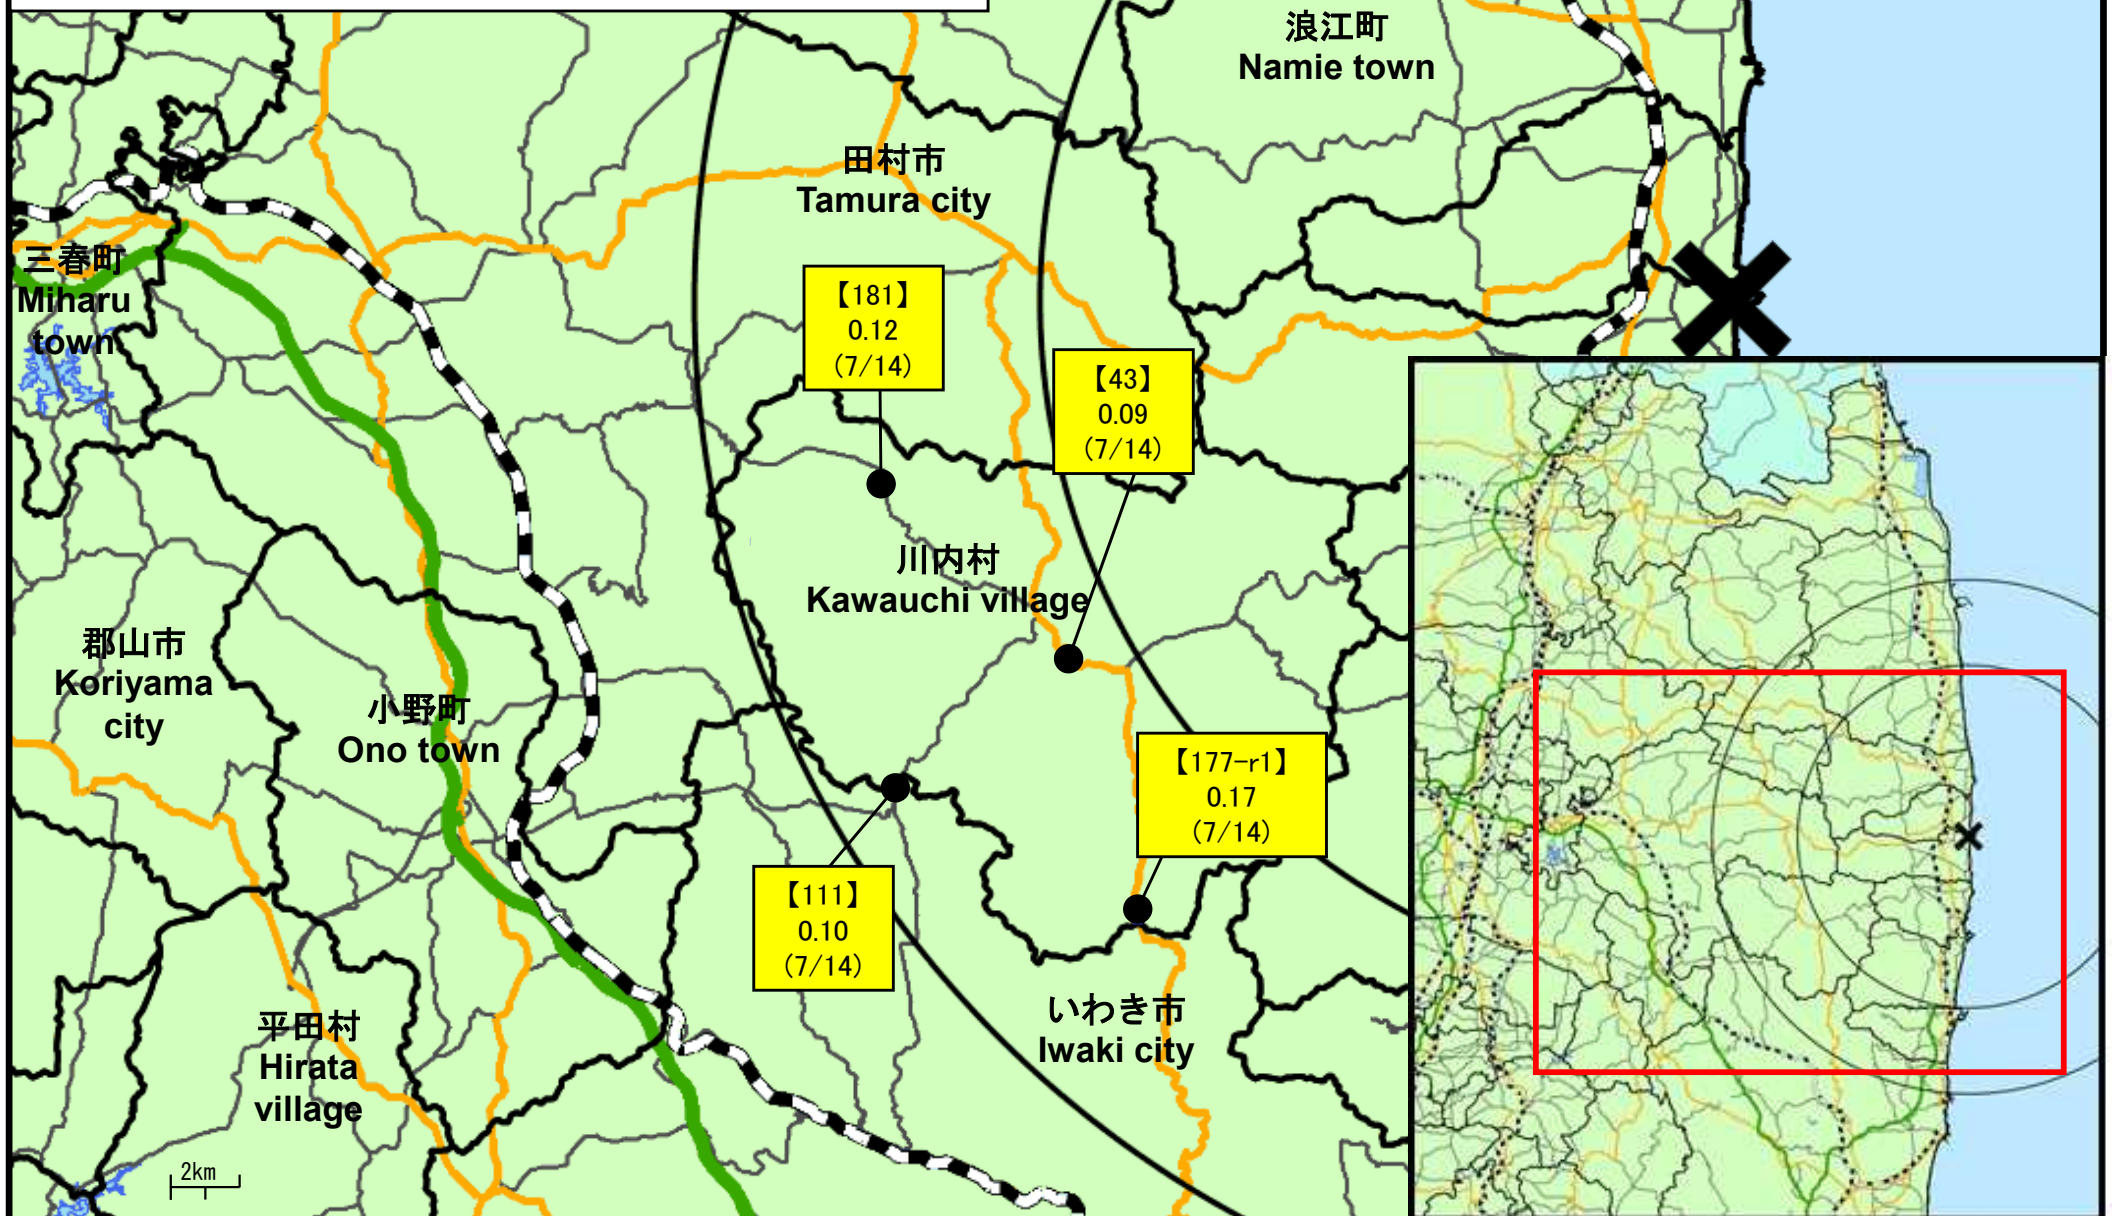 浪江町
Namie town
田村市
Tamura city
三春町
Miharu
town
【181】
0.12
(7/14)
【43】
0.09
(7/14)
川内村
Kawauchi village
郡山市
Koriyama
city
小野町
Ono town
【177-r1】
0.17
(7/14)
【111】
0.10
(7/14)
いわき市
Iwaki city
平田村
Hirata
village
2km